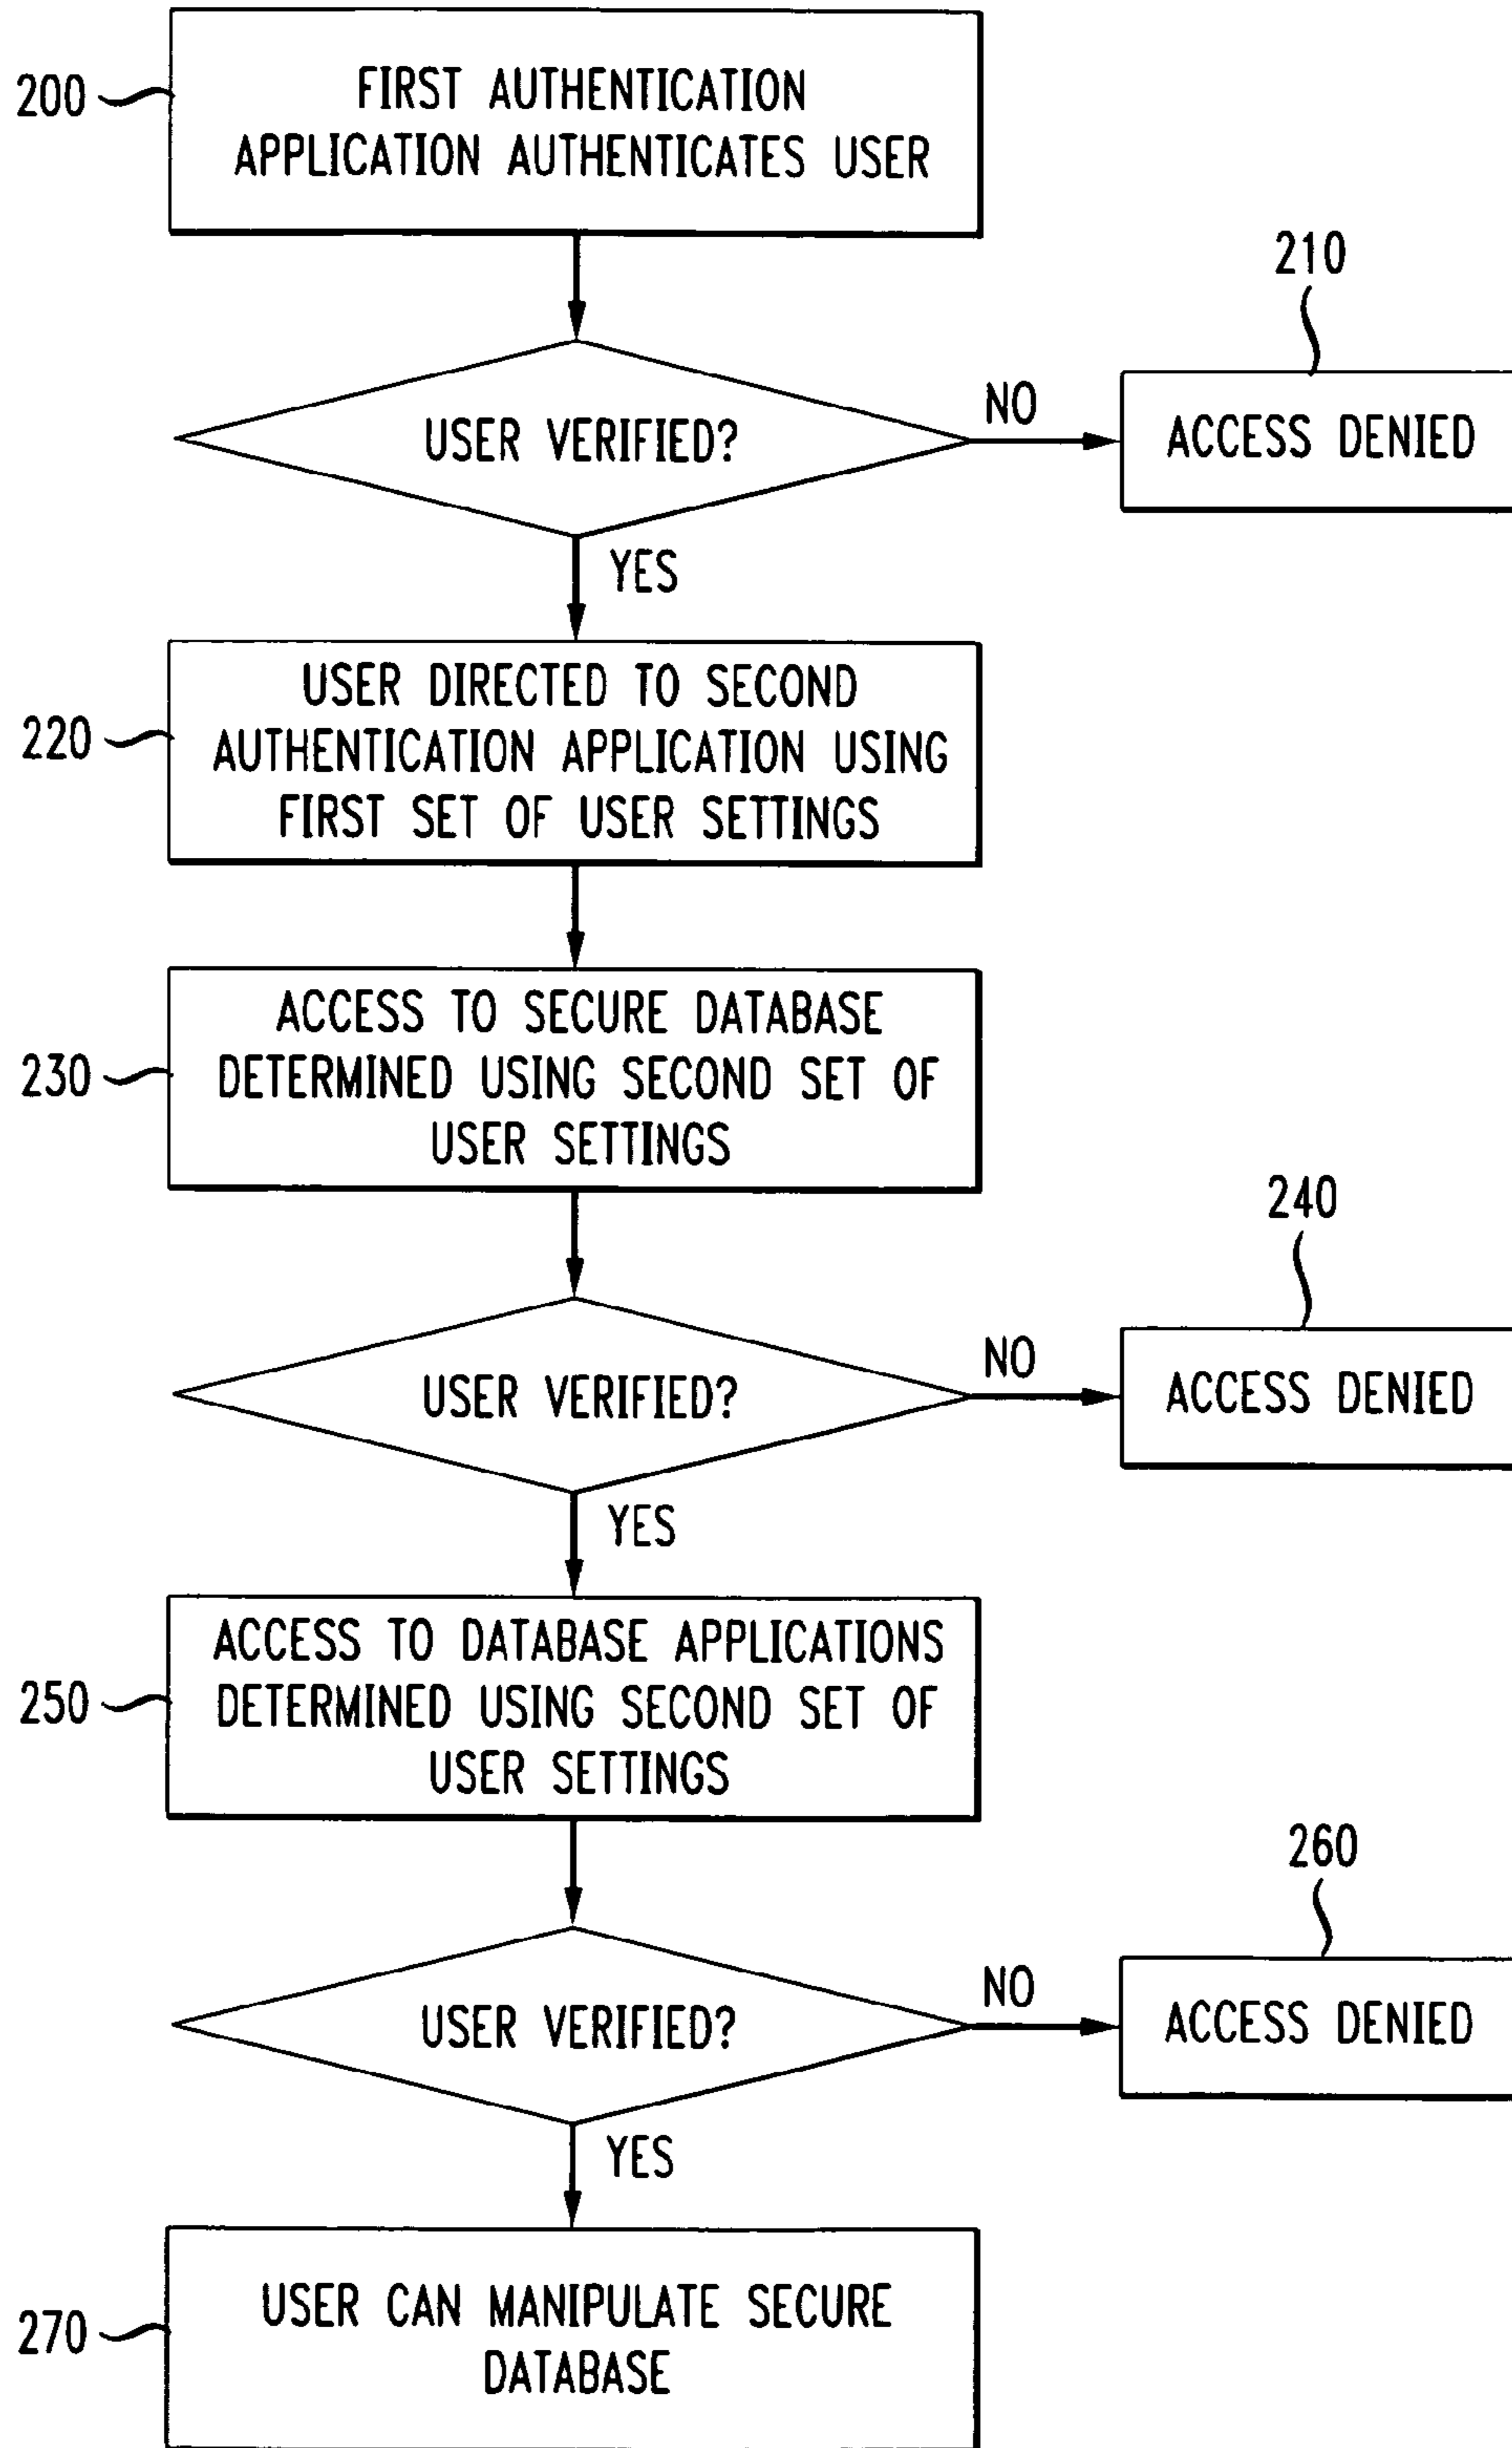 200
FIRST AUTHENTICATION
APPLICATION AUTHENTICATES USER
210
USER VERIFIED?
NO
ACCESS DENIED
YES
220
USER DIRECTED TO SECOND
AUTHENTICATION APPLICATION USING
FIRST SET OF USER SETTINGS
230
ACCESS TO SECURE DATABASE
DETERMINED USING SECOND SET OF
USER SETTINGS
240
USER VERIFIED?
NO
ACCESS DENIED
YES
250
ACCESS TO DATABASE APPLICATIONS
DETERMINED USING SECOND SET OF
USER SETTINGS
260
USER VERIFIED?
NO
ACCESS DENIED
YES
270
USER CAN MANIPULATE SECURE
DATABASE